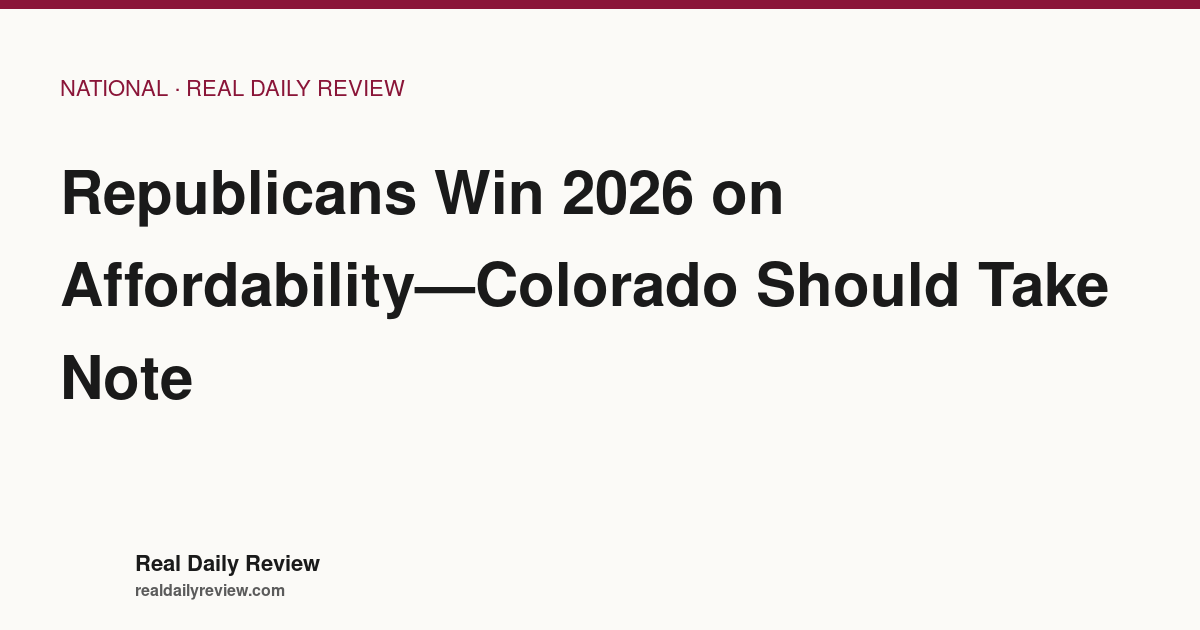 NATIONAL · REAL DAILY REVIEW
Republicans Win 2026 on
Affordability—Colorado Should Take
Note
Real Daily Review
realdailyreview.com